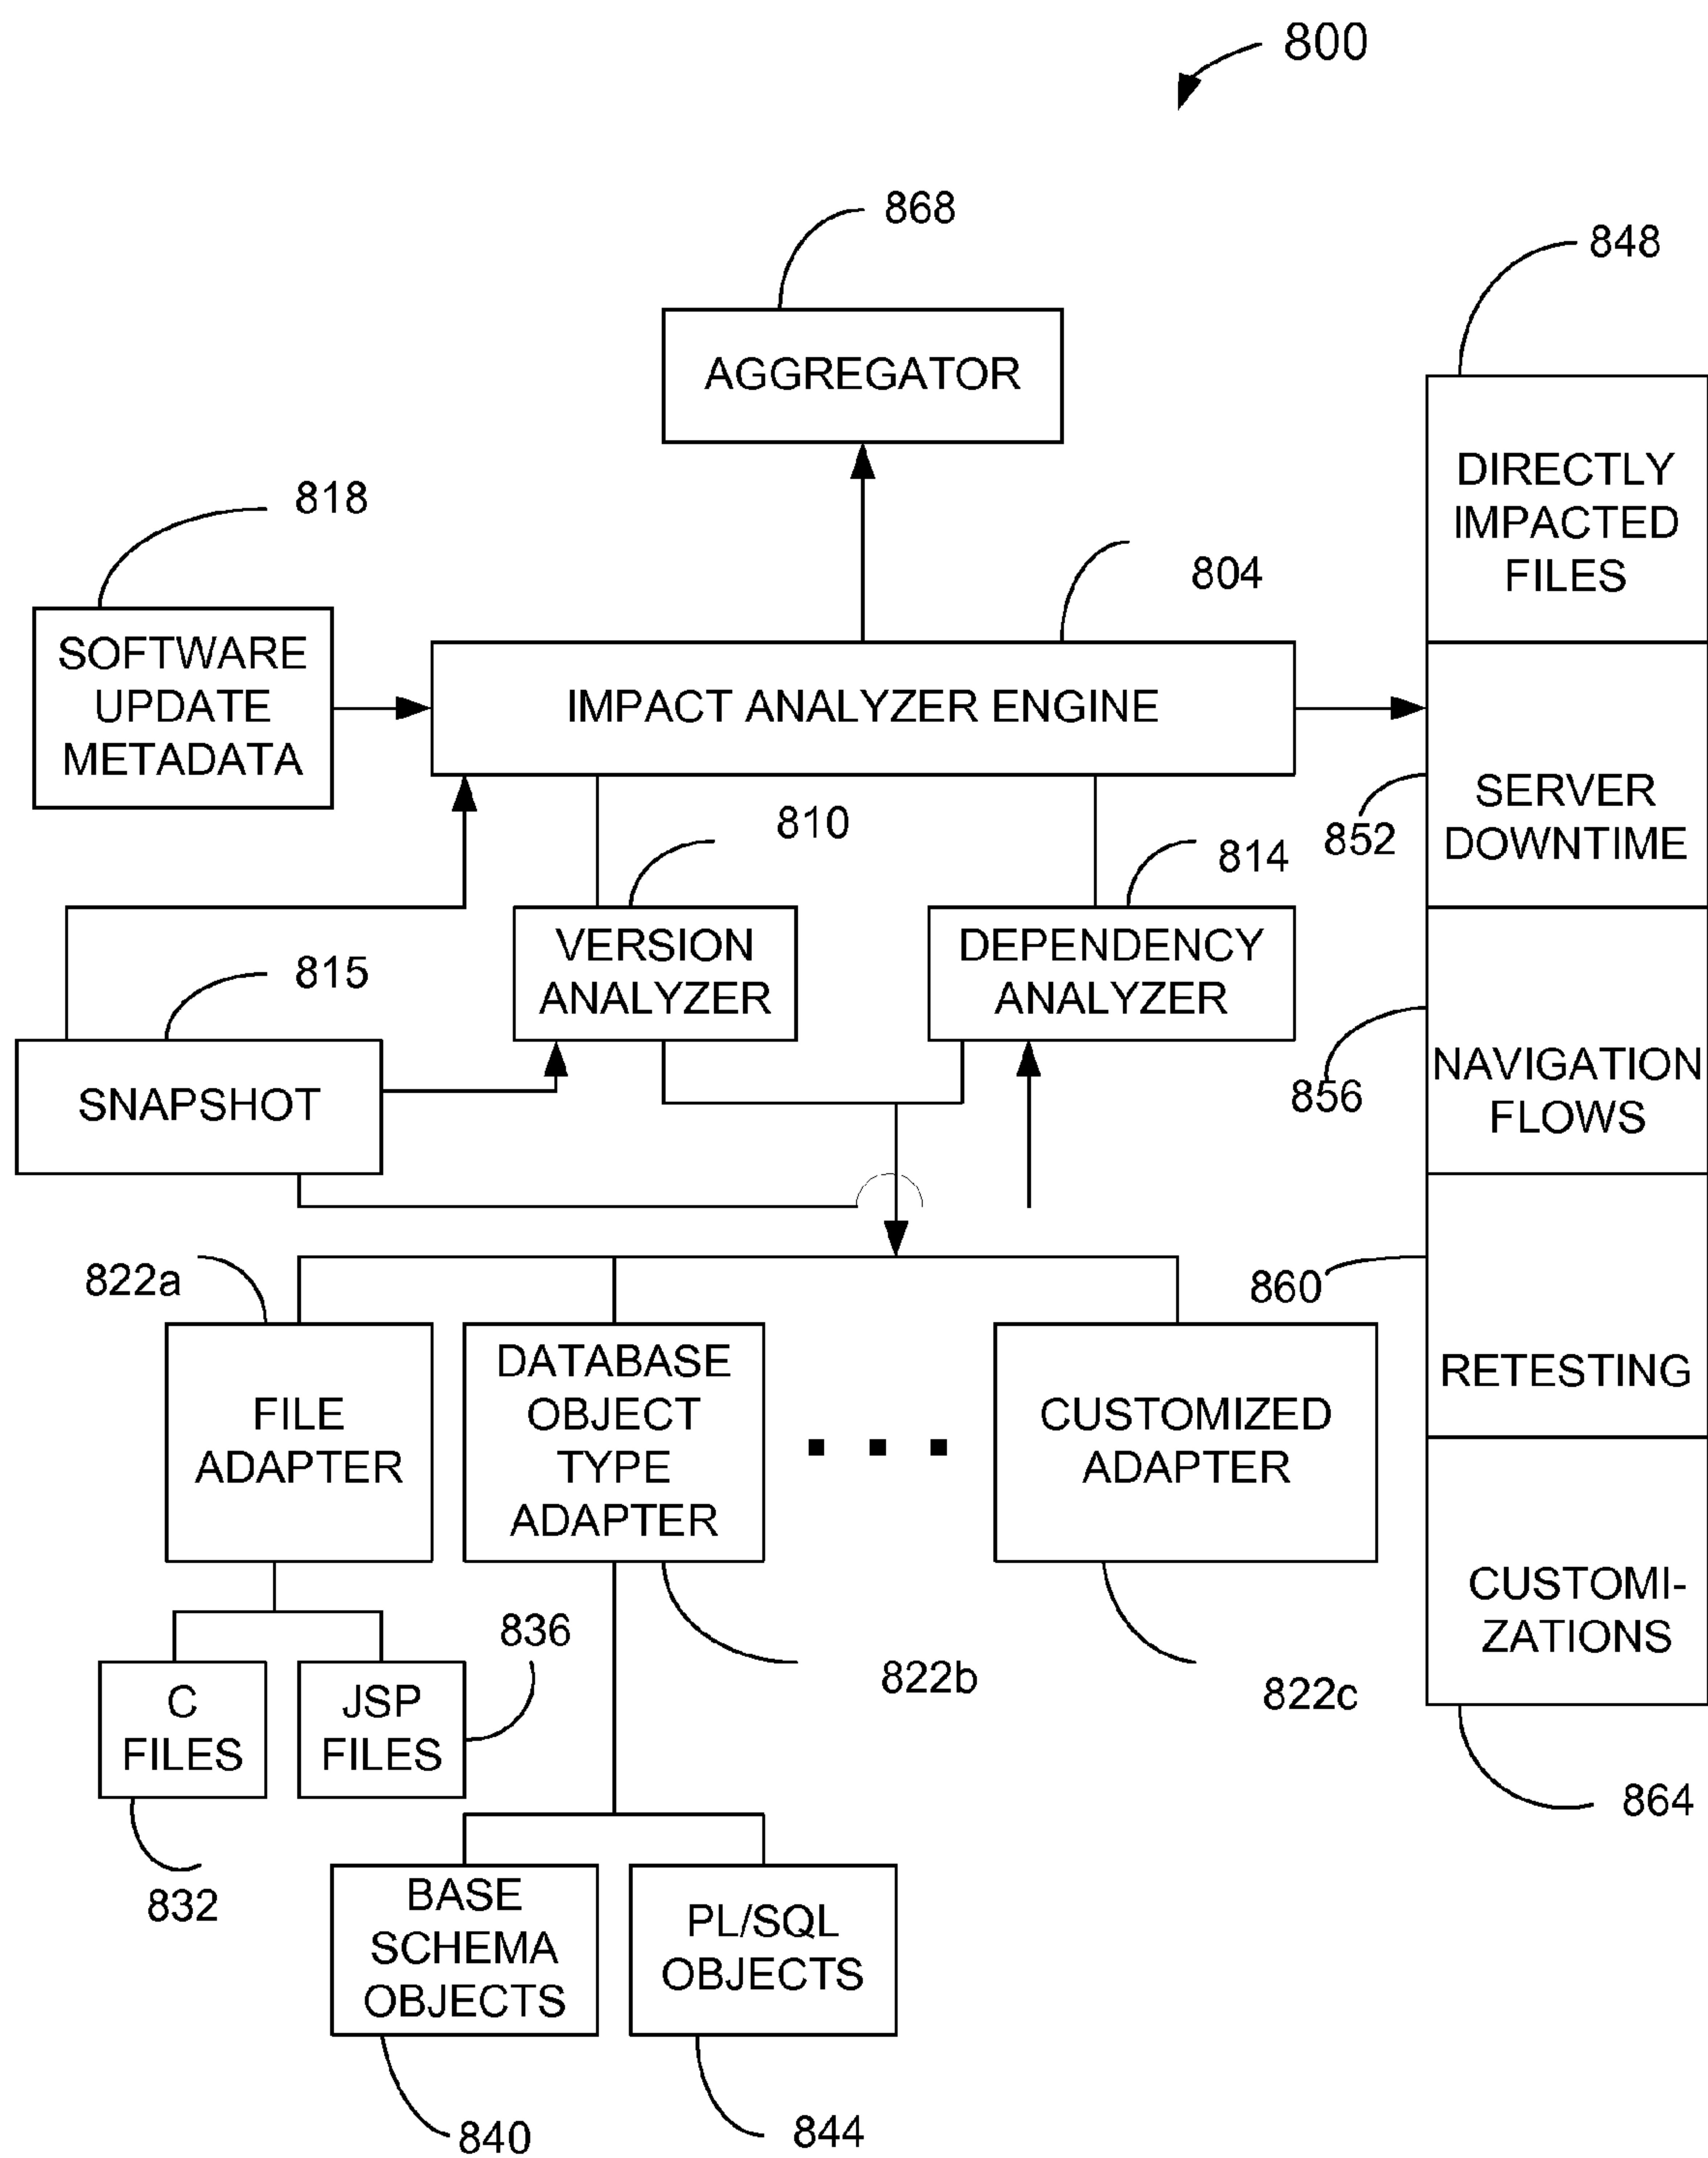 800
868
848
AGGREGATOR
DIRECTLY
IMPACTED
FILES
818
804
SOFTWARE
UPDATE
METADATA
IMPACT ANALYZER ENGINE
SERVER
DOWNTIME
852
810
814
VERSION
ANALYZER
DEPENDENCY
ANALYZER
815
SNAPSHOT
NAVIGATION
FLOWS
856
822a
860
RETESTING
FILE
ADAPTER
DATABASE
OBJECT
TYPE
ADAPTER
CUSTOMIZED
ADAPTER
CUSTOMI-
ZATIONS
836
822b
822c
C
FILES
JSP
FILES
864
832
BASE
SCHEMA
OBJECTS
PL/SQL
OBJECTS
840
844